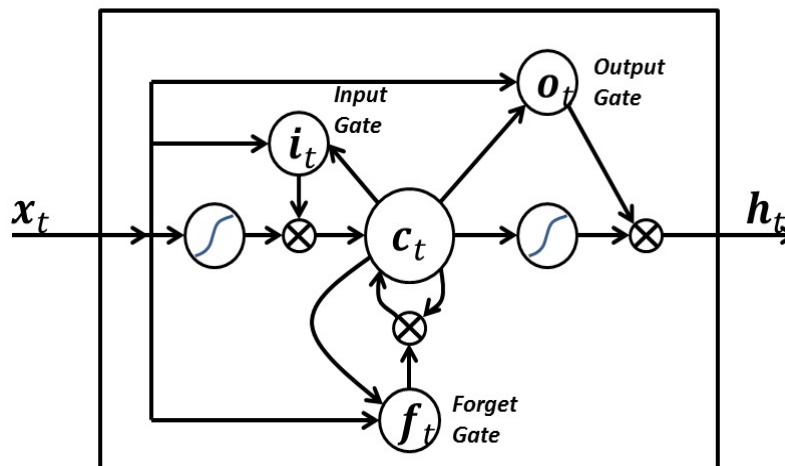 o_t
Output
Gate
Input
Gate
i_t
x_t
c_t
h_t
f_t
Forget
Gate